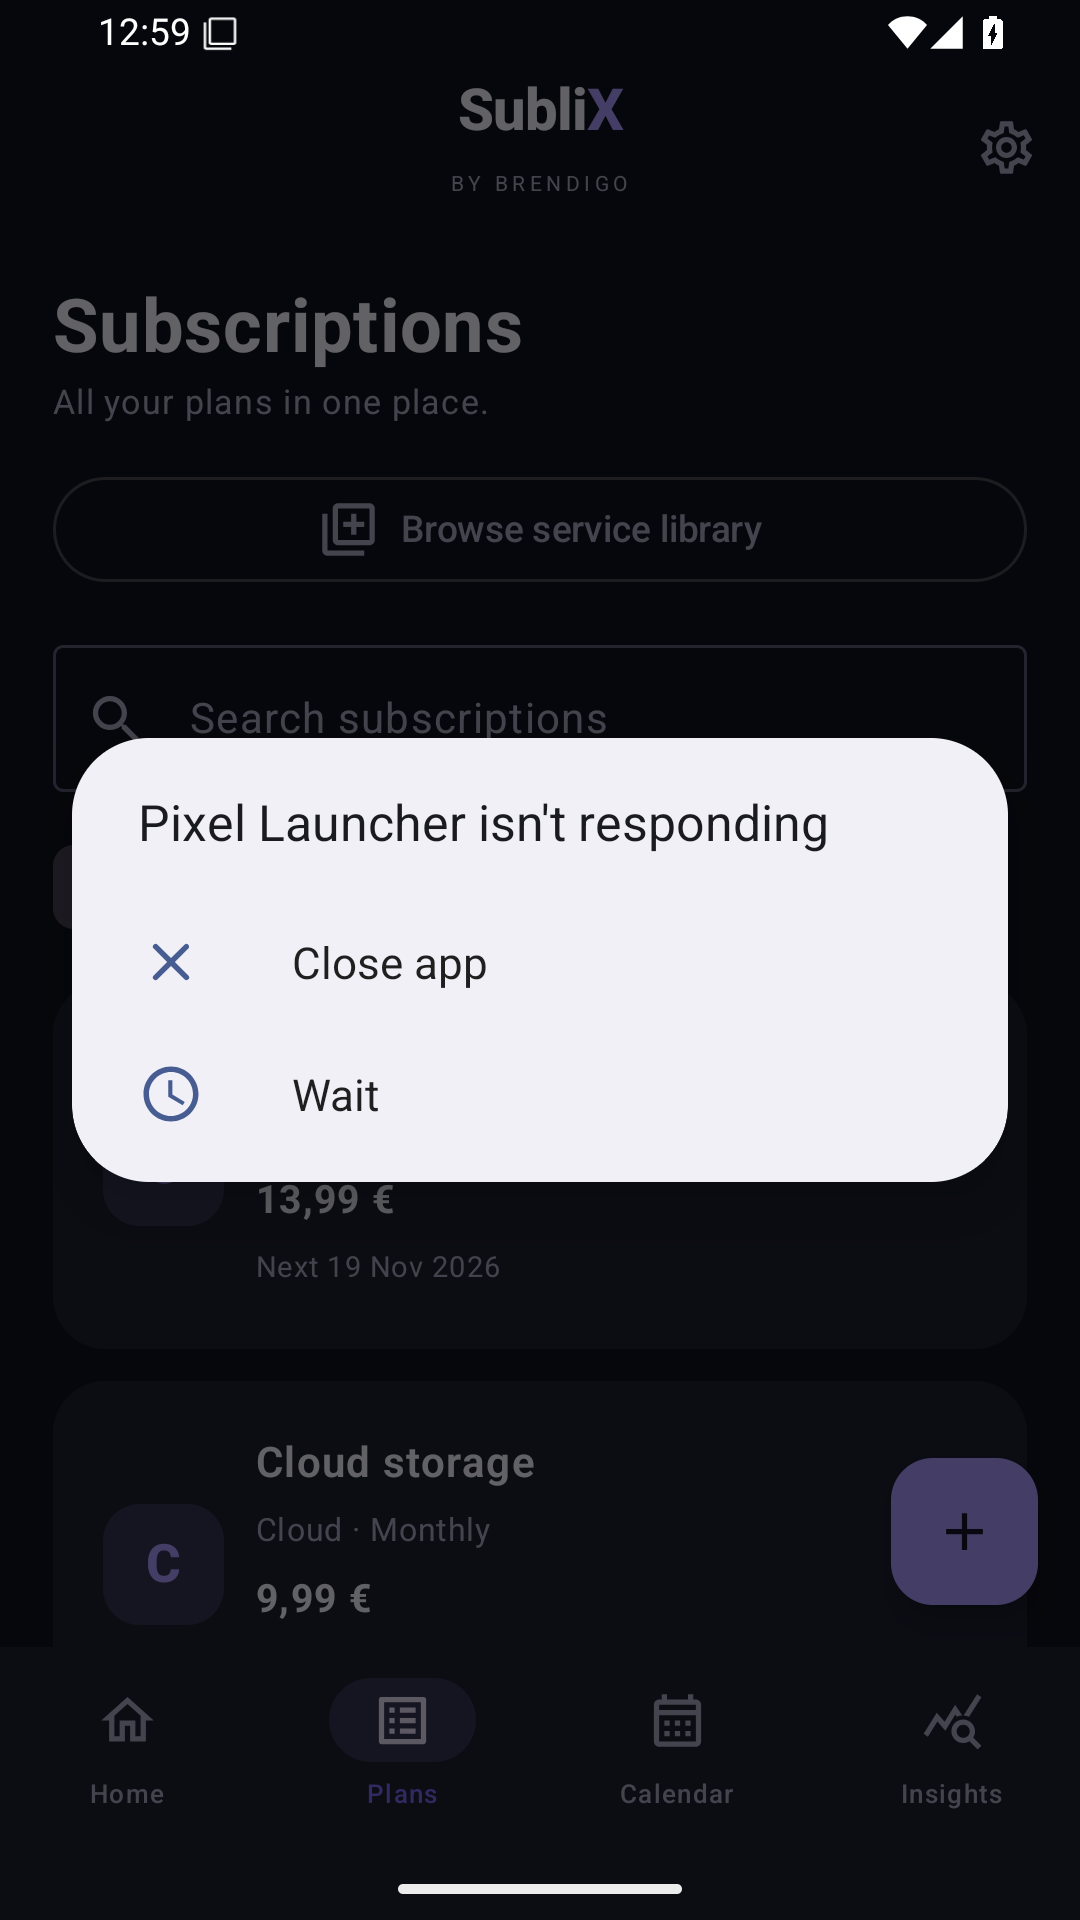 12:59
SubliX
BY BRENDIGO
Subscriptions
All your plans in one place.
Browse service library
Search subscriptions
Pixel Launcher isn't responding
Close app
Wait
13,99 €
Next 19 Nov 2026
Cloud storage
Cloud · Monthly
C
9,99 €
Home
Plans
Calendar
Insights